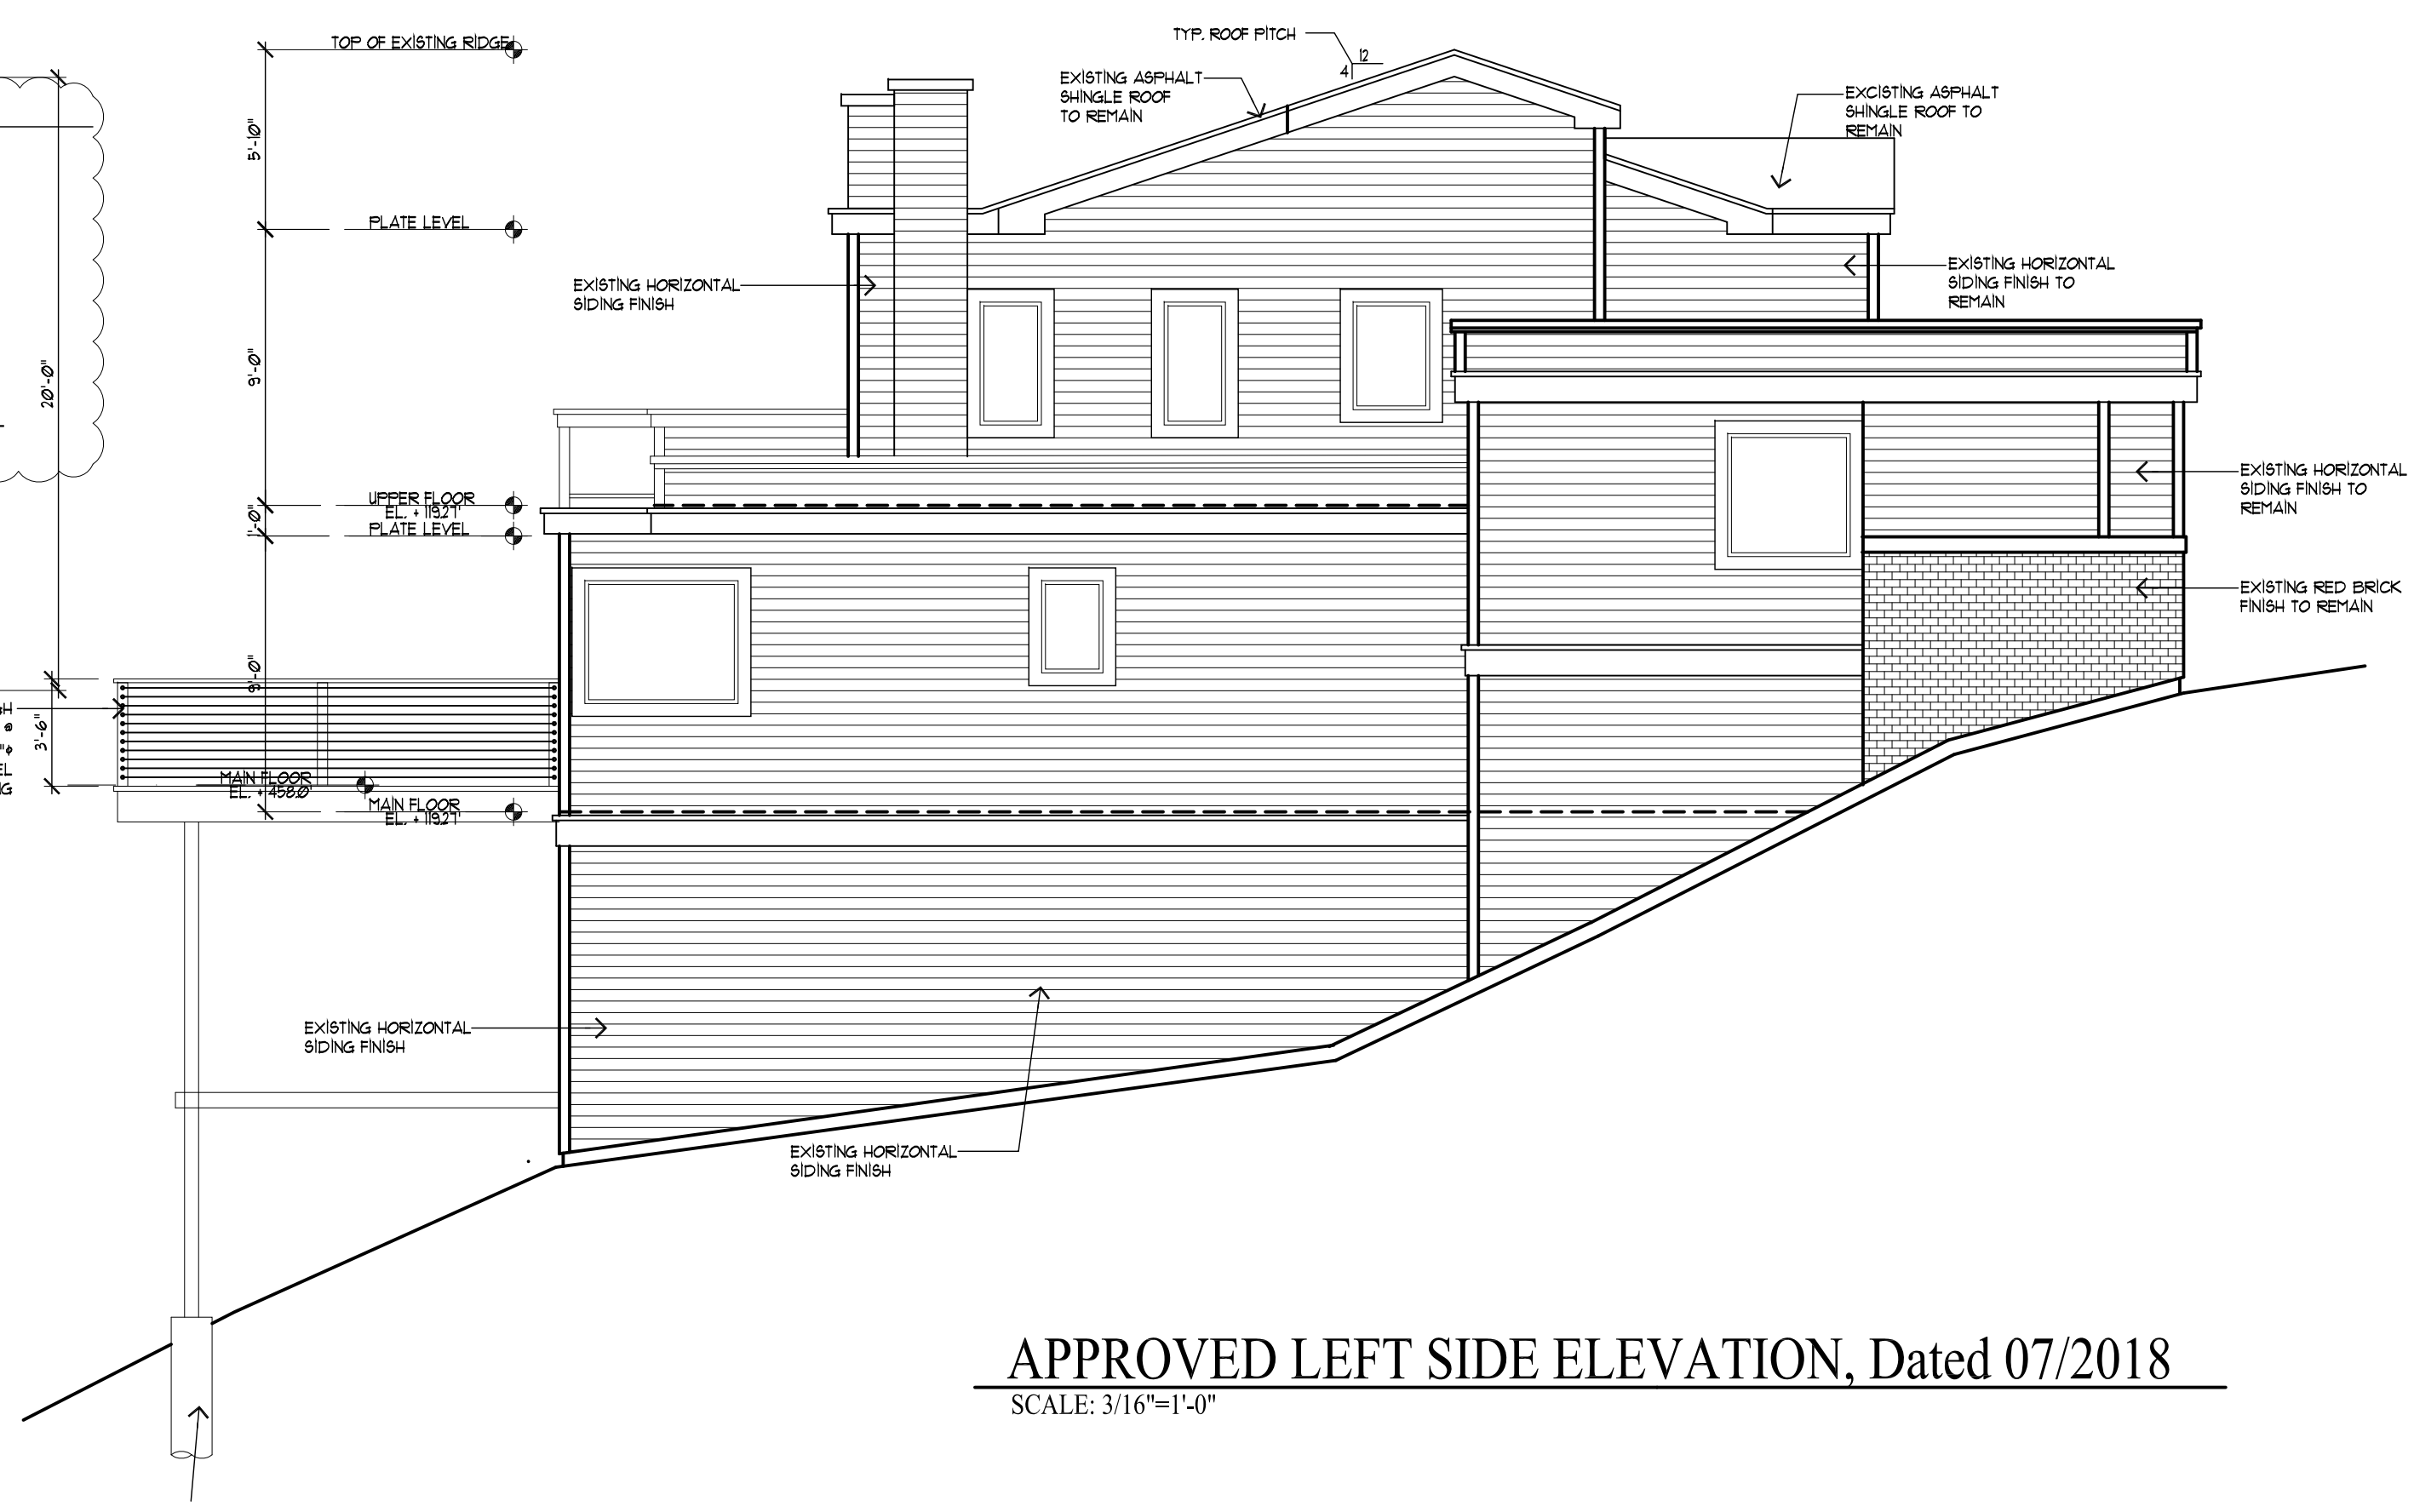 TOP OF EXISTING RIDGE
TYP. ROOF PITCH
12
4
EXISTING ASPHALT
SHINGLE ROOF
TO REMAIN
EXCISTING ASPHALT
SHINGLE ROOF TO
REMAIN
5'-10"
PLATE LEVEL
EXISTING HORIZONTAL
SIDING FINISH
EXISTING HORIZONTAL
SIDING FINISH TO
REMAIN
9'-0"
20'-0"
UPPER FLOOR
EL. + 119.27'
1'-0"
PLATE LEVEL
EXISTING HORIZONTAL
SIDING FINISH TO
REMAIN
EXISTING RED BRICK
FINISH TO REMAIN
9'-0"
3'-6"
MAIN FLOOR
EL. + 458.0'
MAIN FLOOR
EL. + 119.27'
EXISTING HORIZONTAL
SIDING FINISH
EXISTING HORIZONTAL
SIDING FINISH
APPROVED LEFT SIDE ELEVATION, Dated 07/2018
SCALE: 3/16"=1'-0"